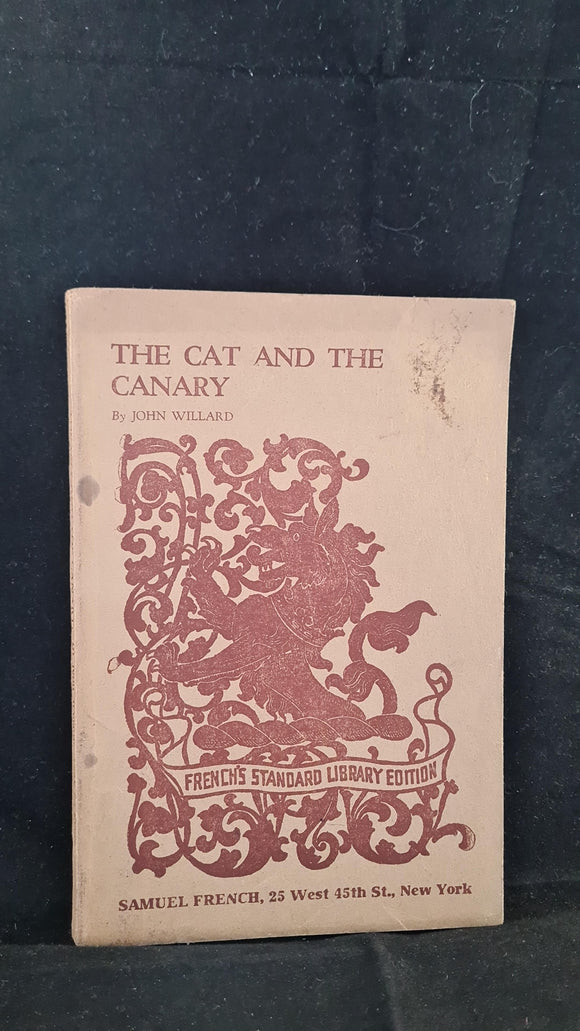 THE CAT AND THE
CANARY
By JOHN WILLARD
FRENCH'S STANDARD LIBRARY EDITION
SAMUEL FRENCH, 25 West 45th St., New York